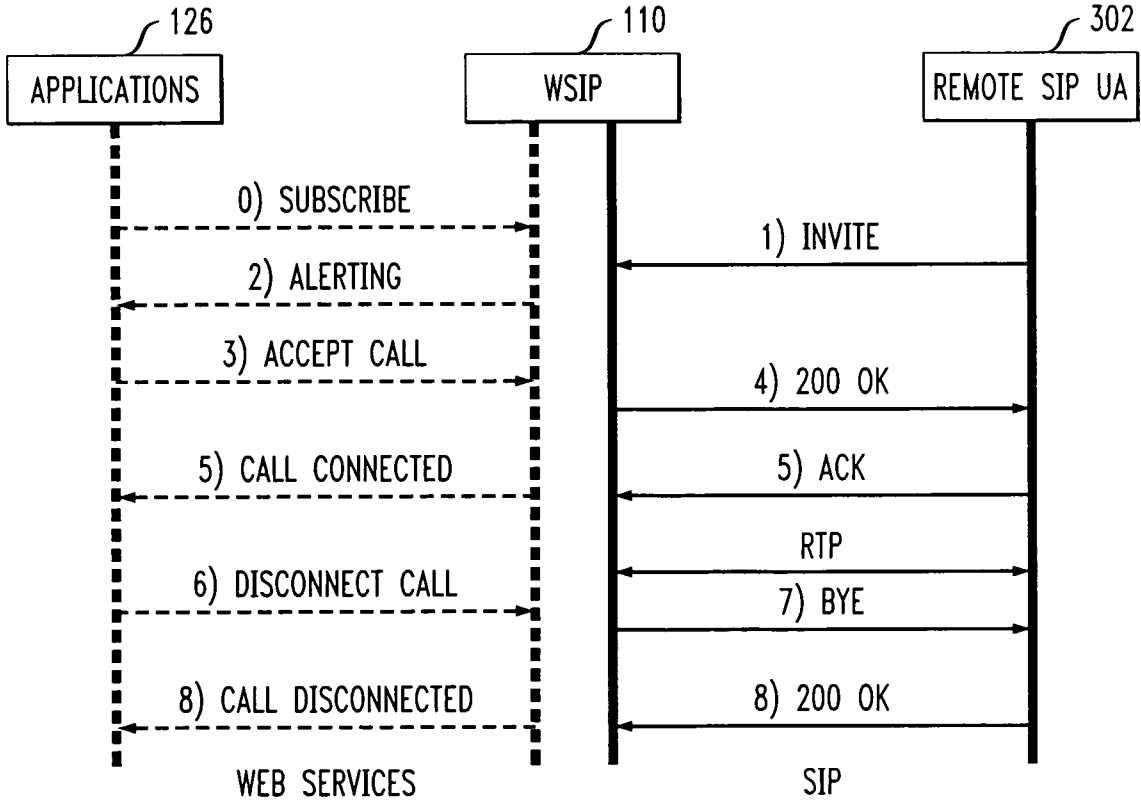 126
110
302
APPLICATIONS
WSIP
REMOTE SIP UA
0) SUBSCRIBE
1) INVITE
2) ALERTING
3) ACCEPT CALL
4) 200 OK
5) CALL CONNECTED
5) ACK
RTP
6) DISCONNECT CALL
7) BYE
8) CALL DISCONNECTED
8) 200 OK
WEB SERVICES
SIP